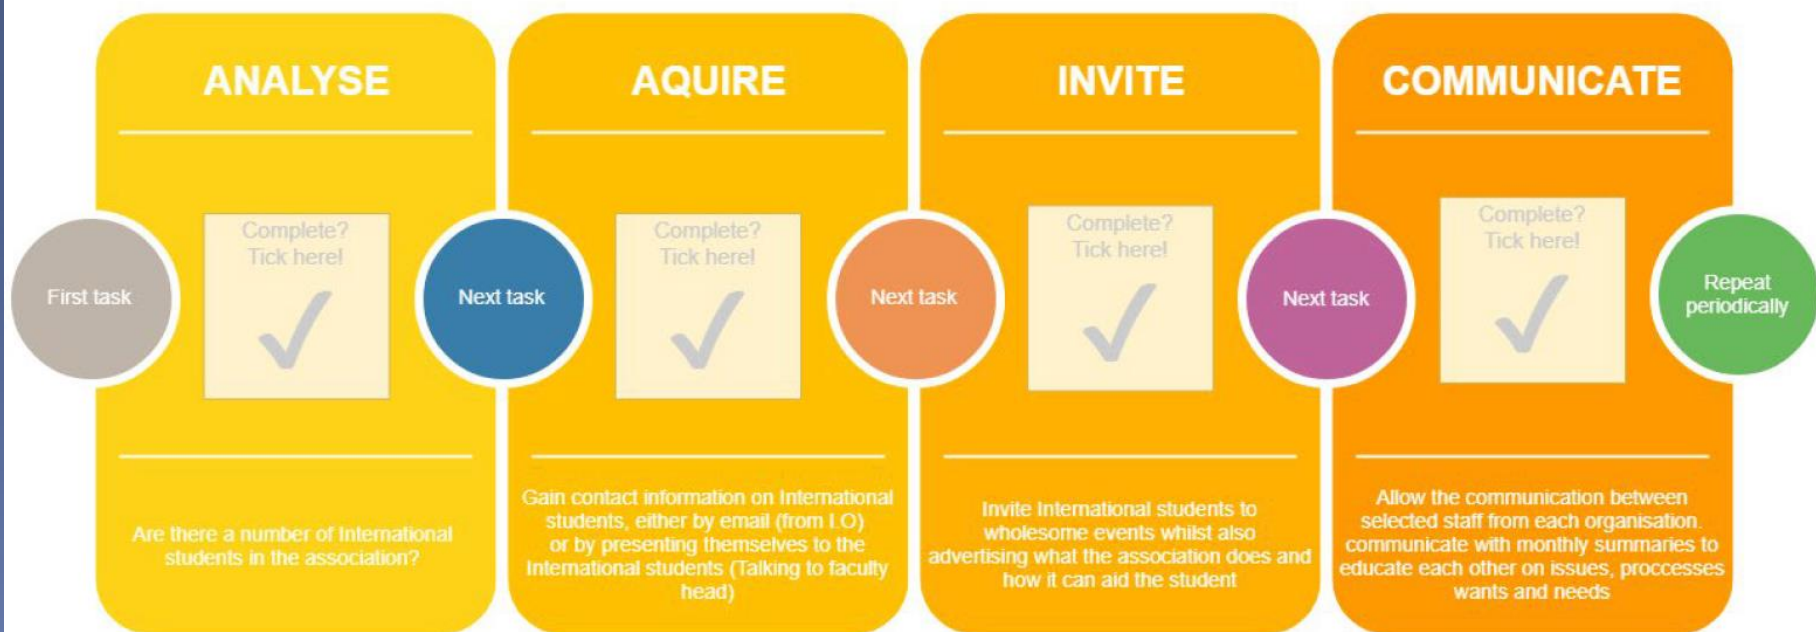 ANALYSE
AQUIRE
INVITE
COMMUNICATE
First task
Complete?
Tick here!
Next task
Complete?
Tick here!
Next task
Complete?
Tick here!
Next task
Complete?
Tick here!
Repeat
periodically
Are there a number of International
students in the association?
Gain contact information on International
students, either by email (from I.O)
or by presenting themselves to the
International students (Talking to faculty
head)
Invite International students to
wholesome events whilst also
advertising what the association does and
how it can aid the student
Allow the communication between
selected staff from each organisation.
communicate with monthly summaries to
educate each other on issues, proccesses
wants and needs